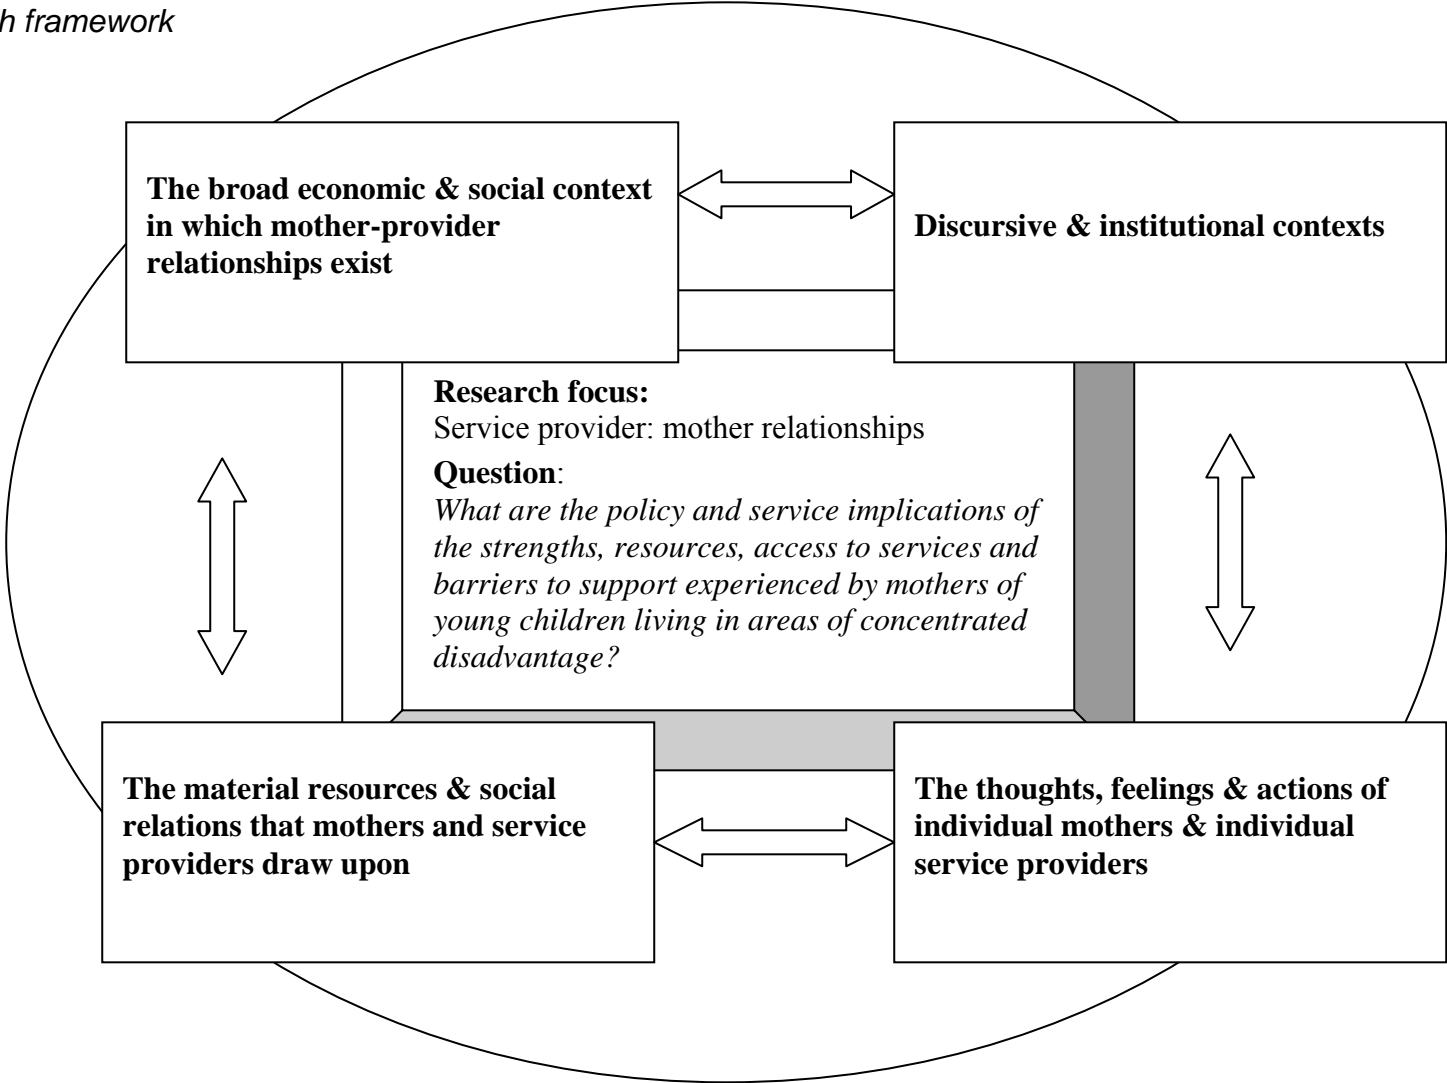 h framework
The broad economic & social context
in which mother-provider
relationships exist
Discursive & institutional contexts
Research focus:
Service provider: mother relationships
Question:
What are the policy and service implications of
the strengths, resources, access to services and
barriers to support experienced by mothers of
young children living in areas of concentrated
disadvantage?
The material resources & social
relations that mothers and service
providers draw upon
The thoughts, feelings & actions of
individual mothers & individual
service providers